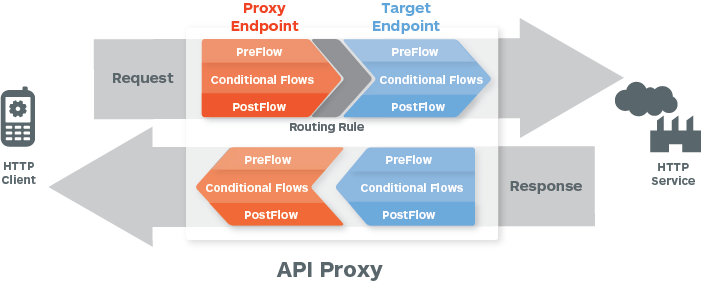 Proxy
Endpoint
Target
Endpoint
PreFlow
PreFlow
Request
Conditional Flows
Conditional Flows
PostFlow
PostFlow
Routing Rule
HTTP
Client
HTTP
Service
PreFlow
PreFlow
Conditional Flows
Conditional Flows
Response
PostFlow
PostFlow
API Proxy